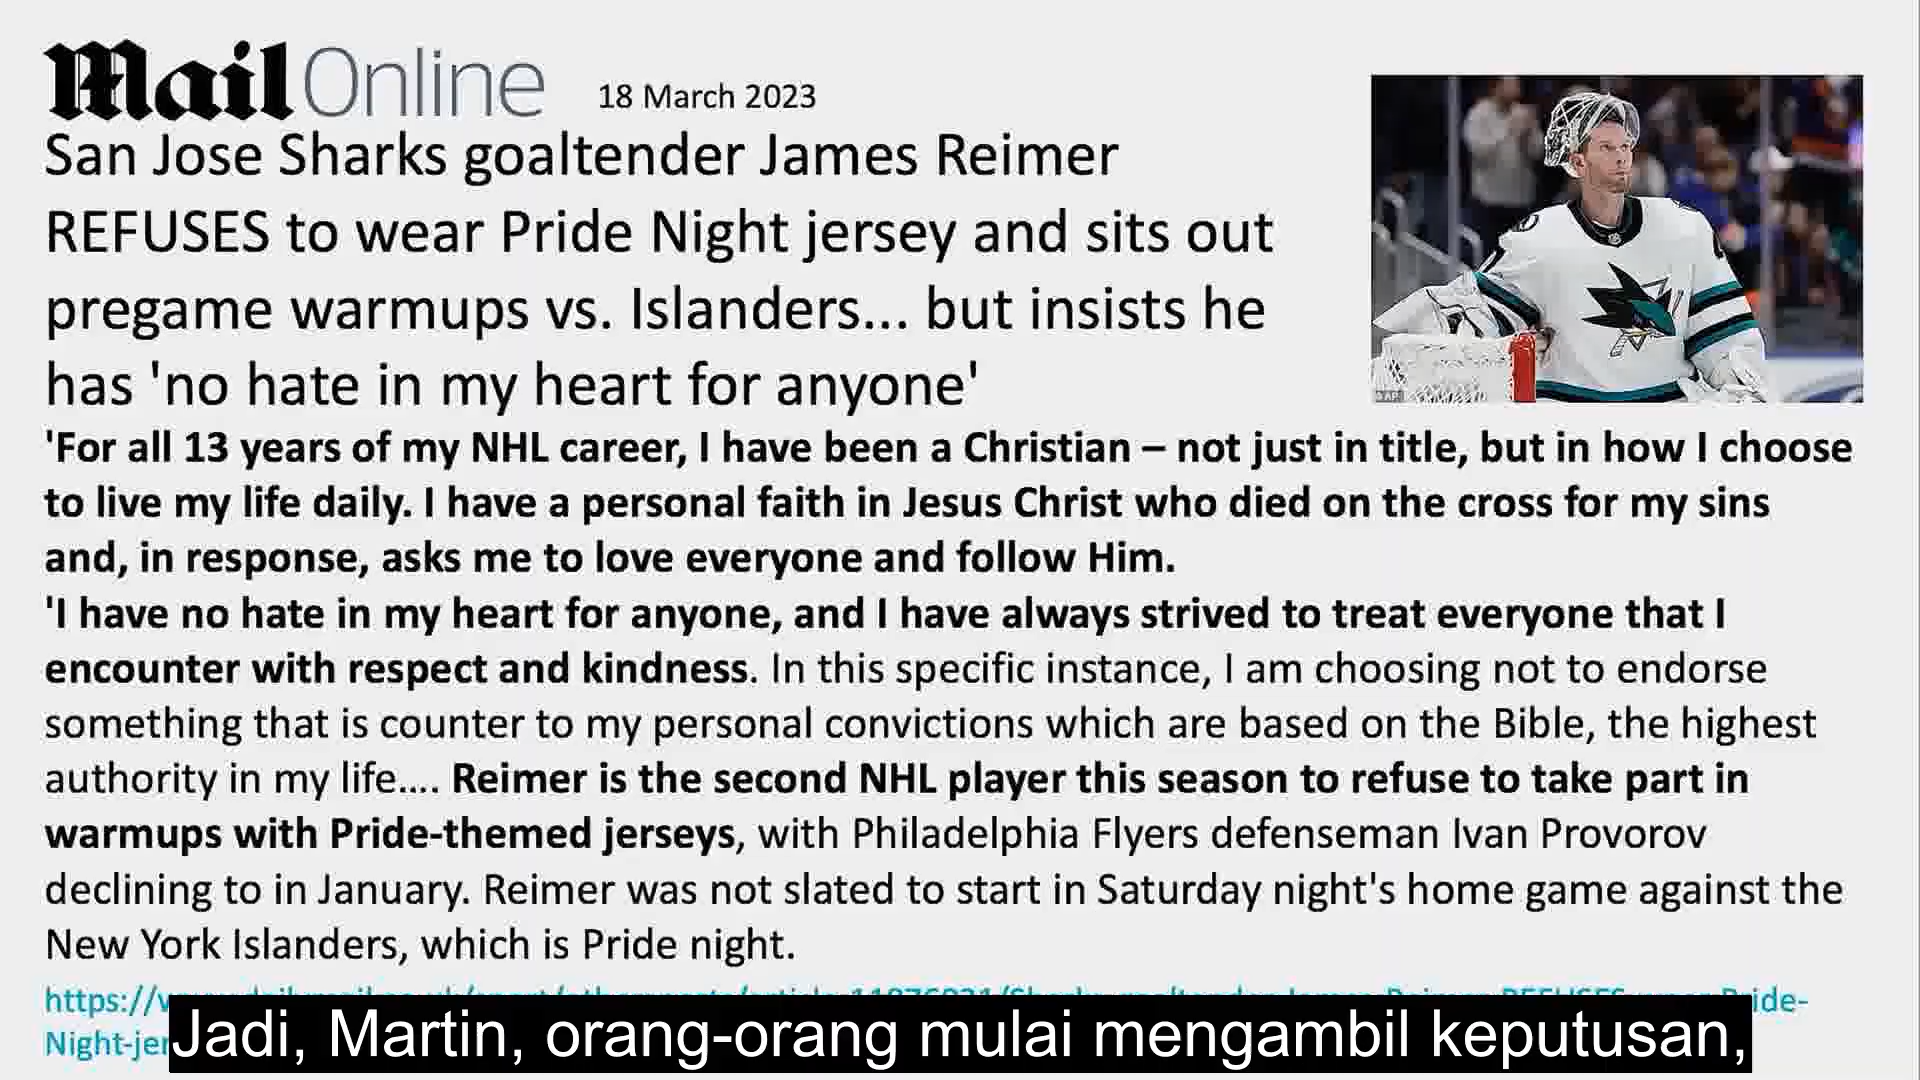 Mail Online 18 March 2023
San Jose Sharks goaltender James Reimer
REFUSES to wear Pride Night jersey and sits out
pregame warmups vs. Islanders... but insists he
has 'no hate in my heart for anyone'
© AP
'For all 13 years of my NHL career, I have been a Christian – not just in title, but in how I choose
to live my life daily. I have a personal faith in Jesus Christ who died on the cross for my sins
and, in response, asks me to love everyone and follow Him.
'I have no hate in my heart for anyone, and I have always strived to treat everyone that I
encounter with respect and kindness. In this specific instance, I am choosing not to endorse
something that is counter to my personal convictions which are based on the Bible, the highest
authority in my life.... Reimer is the second NHL player this season to refuse to take part in
warmups with Pride-themed jerseys, with Philadelphia Flyers defenseman Ivan Provorov
declining to in January. Reimer was not slated to start in Saturday night's home game against the
New York Islanders, which is Pride night.
https://
Night-jer
Jadi, Martin, orang-orang mulai mengambil keputusan,